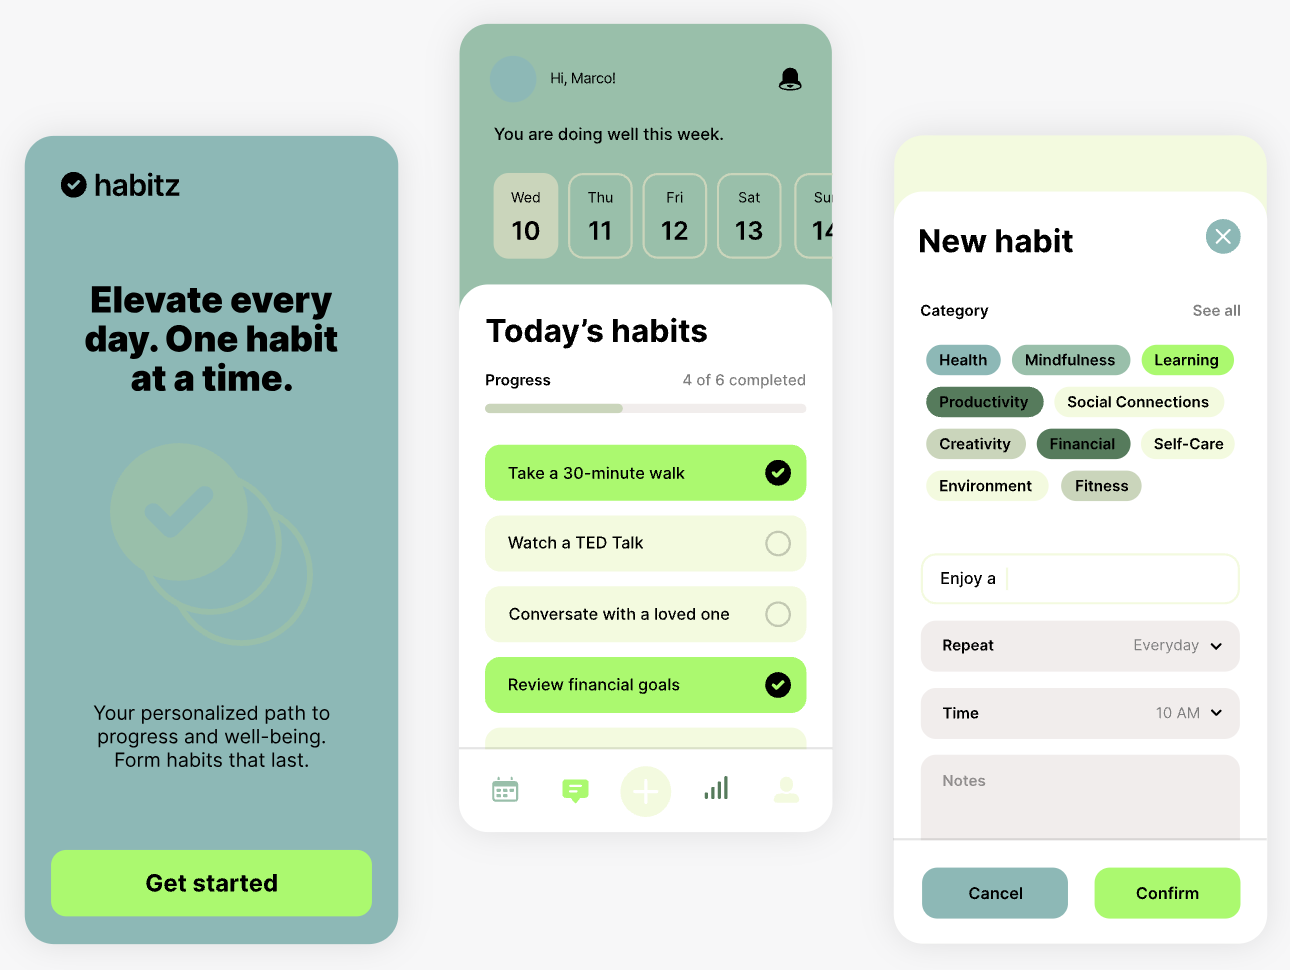 habitz
Elevate every
day. One habit
at a time.
Your personalized path to
progress and well-being.
Form habits that last.
Get started
Hi, Marco!
You are doing well this week.
Wed Thu Fri Sat Sun
10 11 12 13 14
Today’s habits
Progress 4 of 6 completed
Take a 30-minute walk
Watch a TED Talk
Conversate with a loved one
Review financial goals
New habit
Category See all
Health Mindfulness Learning
Productivity Social Connections
Creativity Financial Self-Care
Environment Fitness
Enjoy a
Repeat Everyday
Time 10 AM
Notes
Cancel Confirm